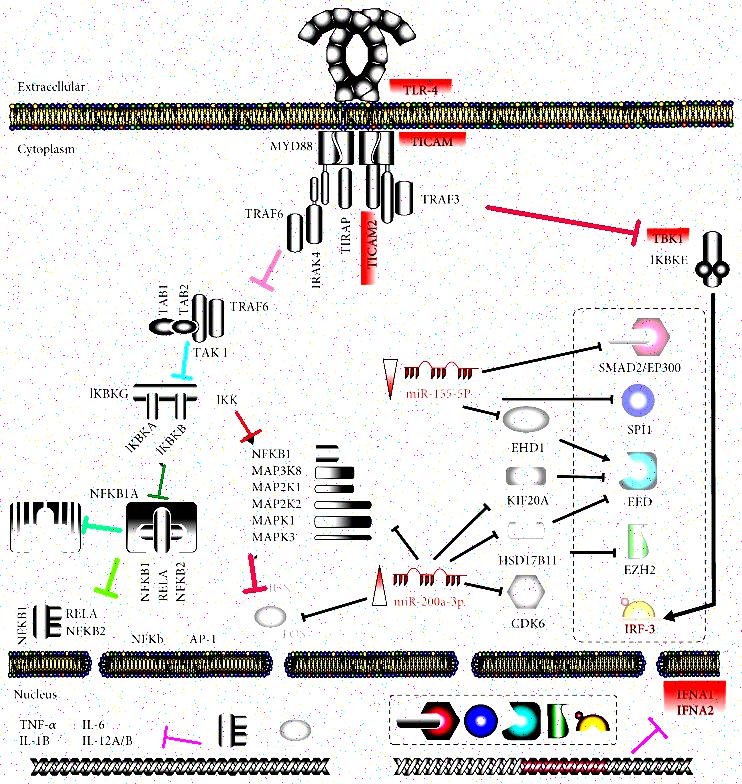 Extracellular
TLR-4
Cytoplasm
MYD88
TICAM
TRAF6
TRAF3
IRAK4
TIRAP
TICAM2
TBK1
IKBKE
TAB1
TAB2
TRAF6
TAK 1
IKBKG
IKK
IKBKA
IKBKB
miR-155-5P
SMAD2/EP300
SPI1
EHD1
NFKB1
MAP3K8
MAP2K1
MAP2K2
MAPK1
MAPK3
KIF20A
EED
NFKB1A
NFKB1
RELA
NFKB2
HSD17B11
EZH2
miR-200a-3p
CDK6
IRF-3
NFKB1
RELA
NFKB2
NFKb
AP-1
Nucleus
IFNA1
IFNA2
TNF-α
IL-6
IL-1B
IL-12A/B